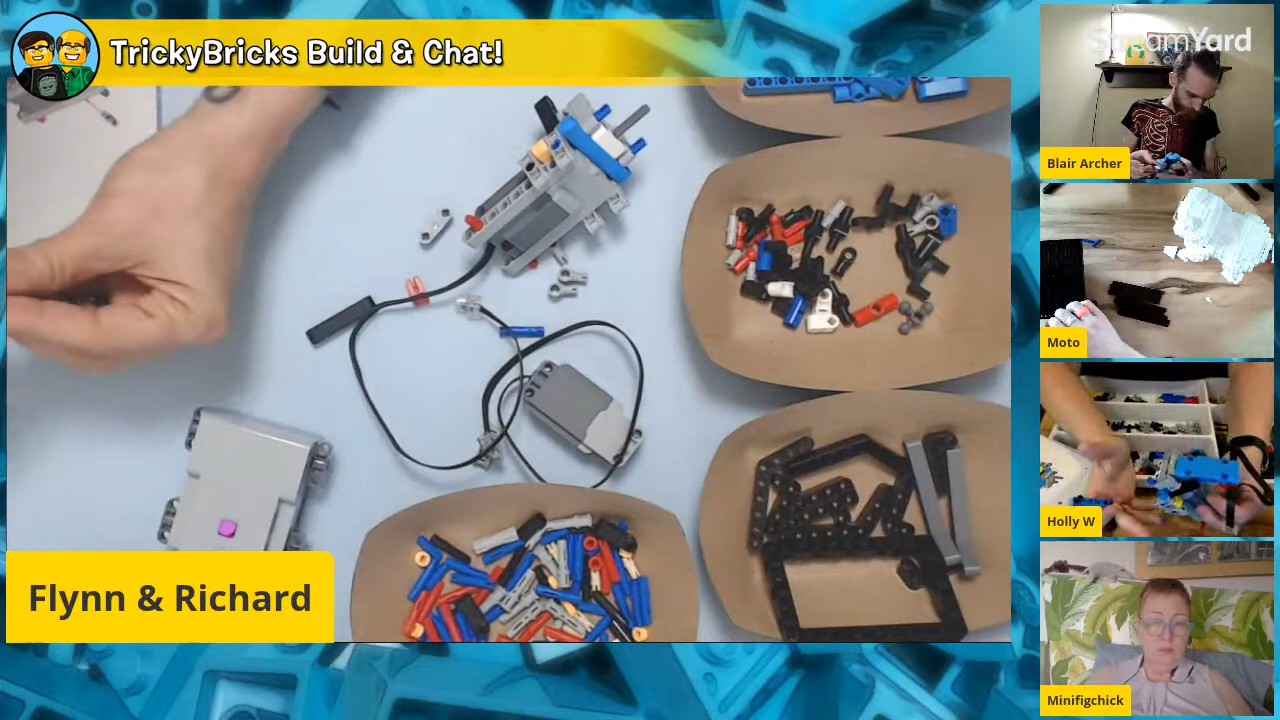 TrickyBricks Build & Chat!
StreamYard
Blair Archer
Moto
Holly W
Flynn & Richard
Minifigchick